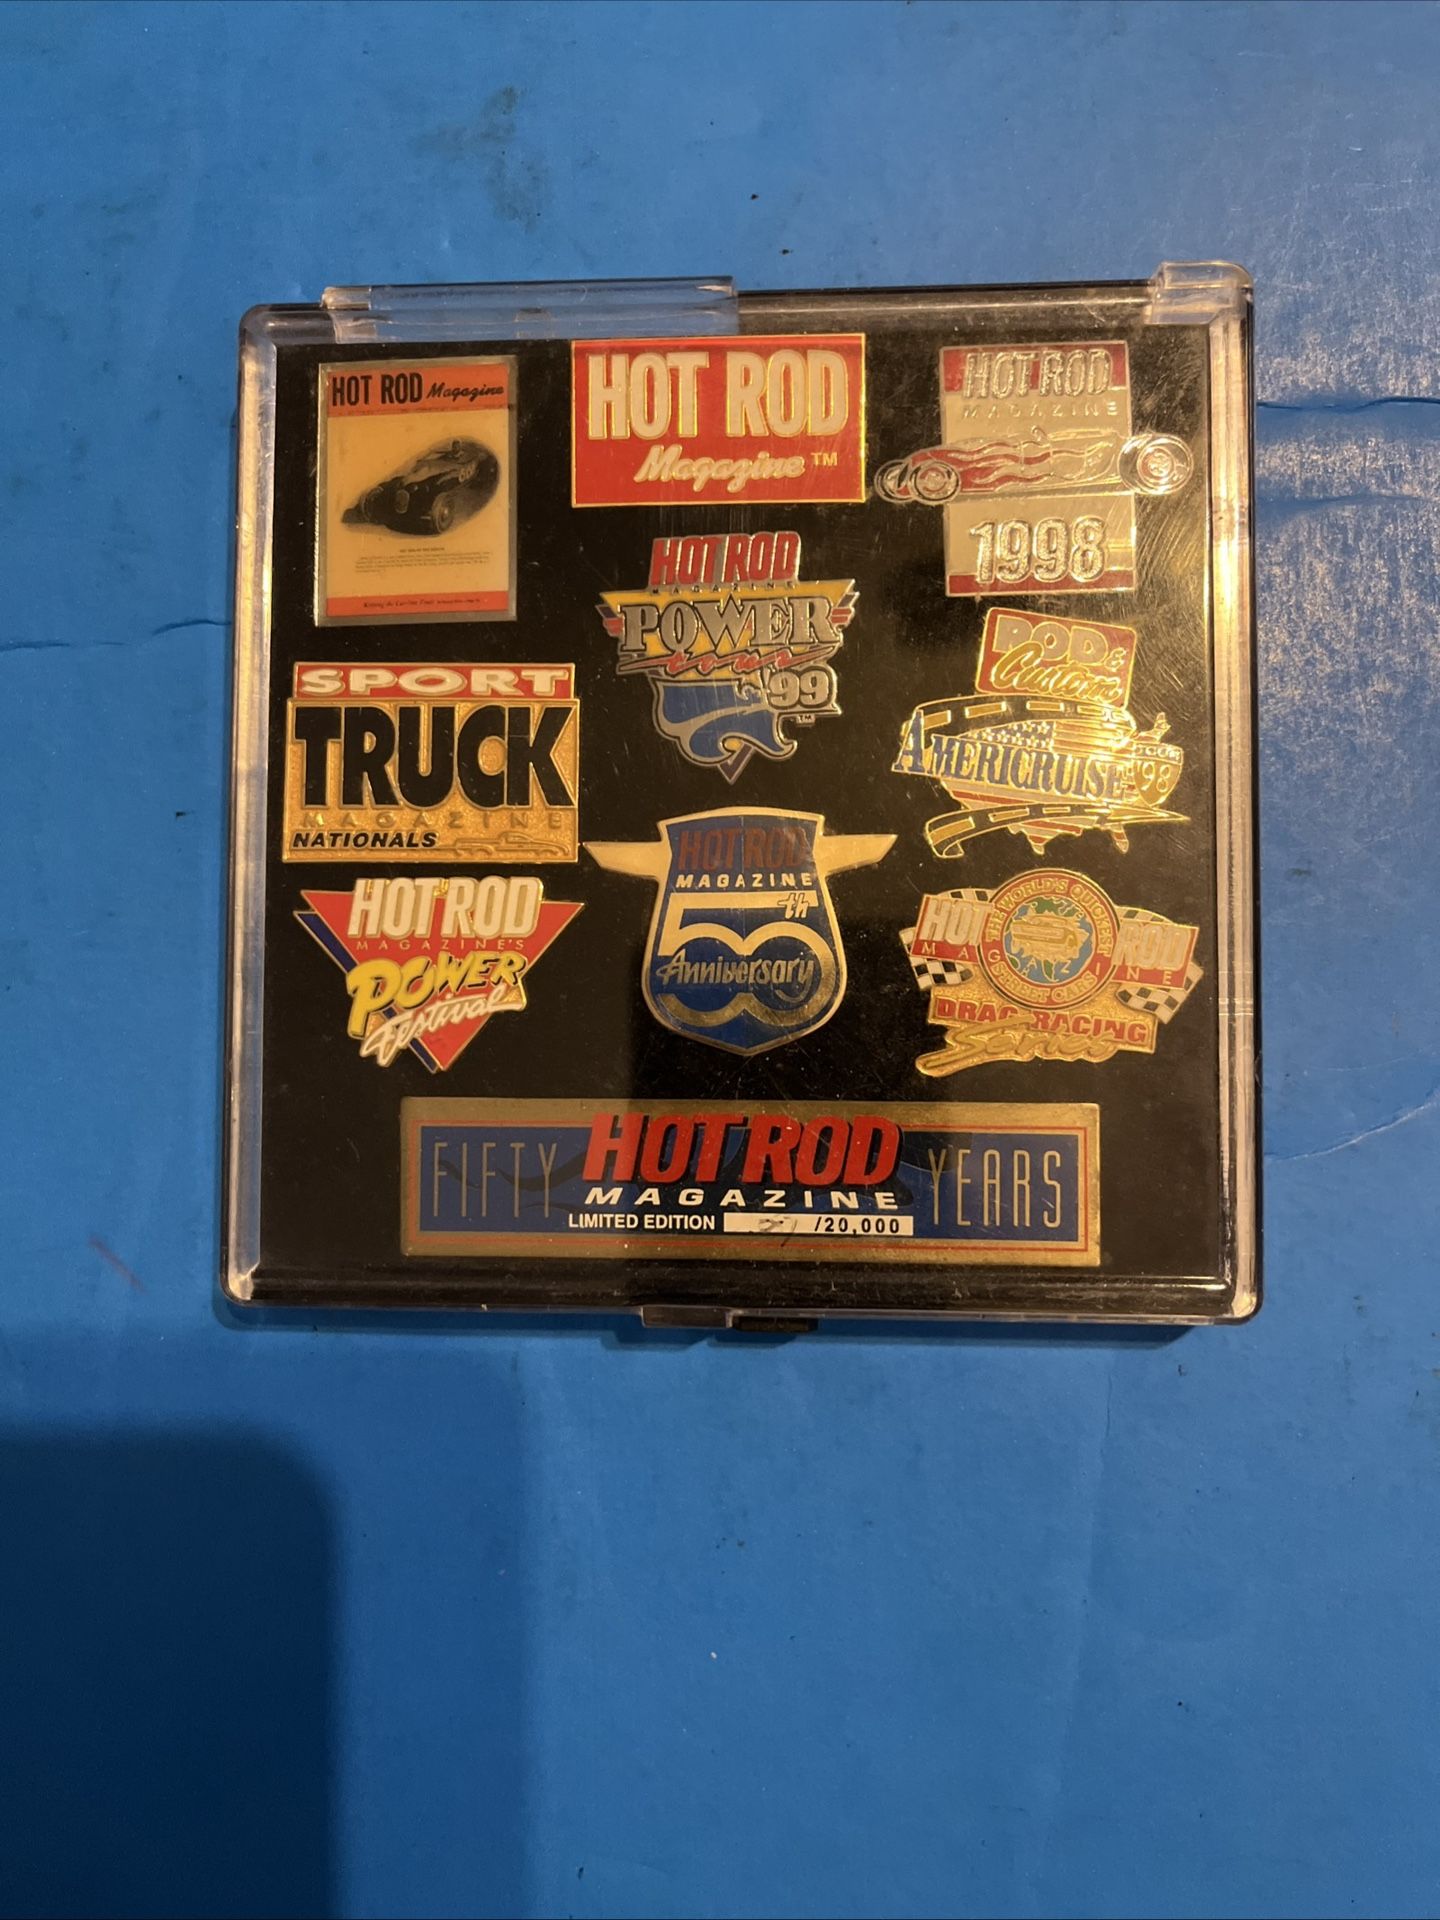 HOT ROD Magazine
HOT ROD
Magazine™
HOT ROD
MAGAZINE
1998
HOT ROD
MAGAZINE
POWER
tour
99
TM
SPORT
TRUCK
MAGAZINE
NATIONALS
ROD &
Custom
AMERICRUISE
TOUR
'98
HOT ROD
MAGAZINE'S
POWER
Festival
HOT ROD
MAGAZINE
50th
Anniversary
THE WORLD'S QUICKEST
STREET CARS
HOT ROD
MAGAZINE
DRAG RACING
Series
FIFTY HOT ROD YEARS
MAGAZINE
LIMITED EDITION /20,000